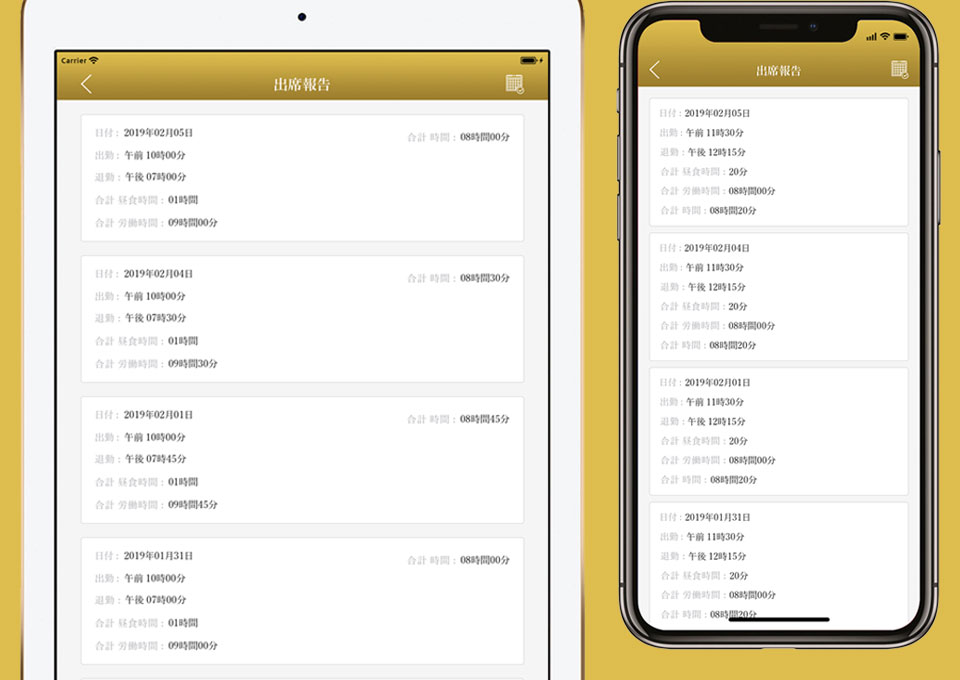 Carrier
出席報告
日付 : 2019年02月05日
合計 時間 : 08時間00分
出勤 : 午前 10時00分
退勤 : 午後 07時00分
合計 昼食時間 : 01時間
合計 労働時間 : 09時間00分
日付 : 2019年02月04日
合計 時間 : 08時間30分
出勤 : 午前 10時00分
退勤 : 午後 07時30分
合計 昼食時間 : 01時間
合計 労働時間 : 09時間30分
日付 : 2019年02月01日
合計 時間 : 08時間45分
出勤 : 午前 10時00分
退勤 : 午後 07時45分
合計 昼食時間 : 01時間
合計 労働時間 : 09時間45分
日付 : 2019年01月31日
合計 時間 : 08時間00分
出勤 : 午前 10時00分
退勤 : 午後 07時00分
合計 昼食時間 : 01時間
合計 労働時間 : 09時間00分
出席報告
日付 : 2019年02月05日
出勤 : 午前 11時30分
退勤 : 午後 12時15分
合計 昼食時間 : 20分
合計 労働時間 : 08時間00分
合計 時間 : 08時間20分
日付 : 2019年02月04日
出勤 : 午前 11時30分
退勤 : 午後 12時15分
合計 昼食時間 : 20分
合計 労働時間 : 08時間00分
合計 時間 : 08時間20分
日付 : 2019年02月01日
出勤 : 午前 11時30分
退勤 : 午後 12時15分
合計 昼食時間 : 20分
合計 労働時間 : 08時間00分
合計 時間 : 08時間20分
日付 : 2019年01月31日
出勤 : 午前 11時30分
退勤 : 午後 12時15分
合計 昼食時間 : 20分
合計 労働時間 : 08時間00分
合計 時間 : 08時間20分